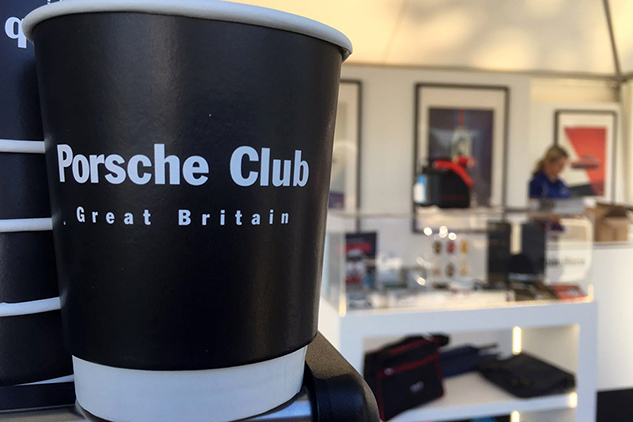 q
Porsche Club
Great Britain